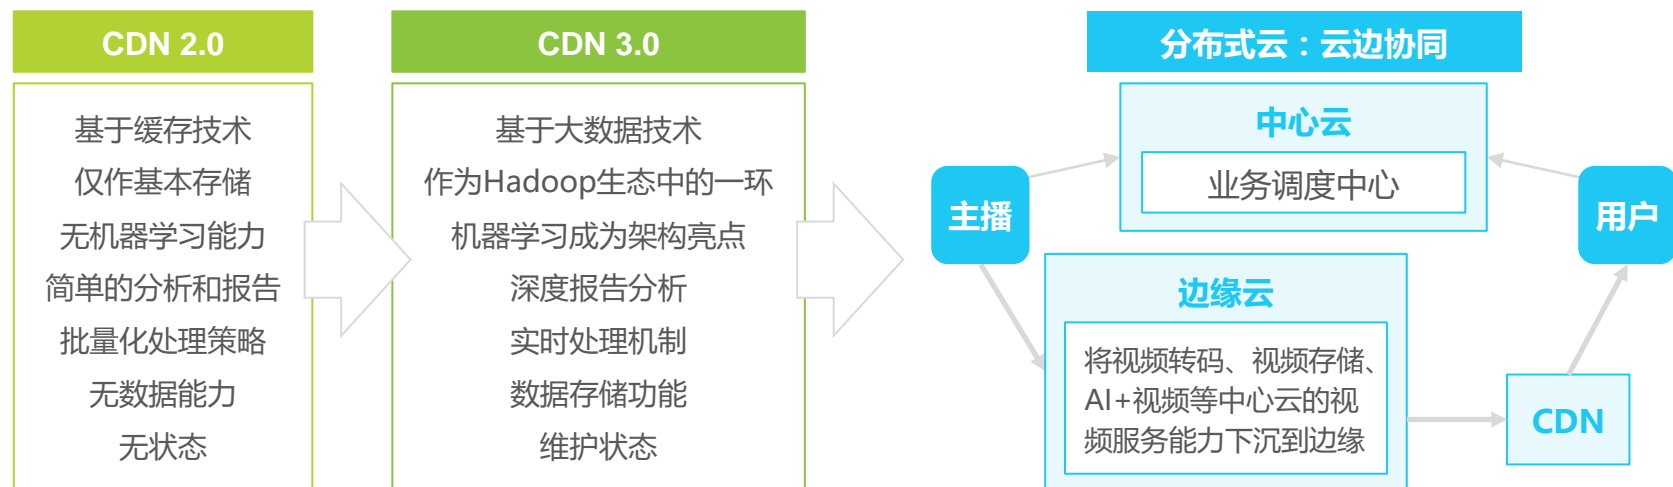 CDN 2.0
基于缓存技术
仅作基本存储
无机器学习能力
简单的分析和报告
批量化处理策略
无数据能力
无状态
CDN 3.0
基于大数据技术
作为Hadoop生态中的一环
机器学习成为架构亮点
深度报告分析
实时处理机制
数据存储功能
维护状态
分布式云：云边协同
中心云
业务调度中心
主播
用户
边缘云
将视频转码、视频存储、
AI+视频等中心云的视
频服务能力下沉到边缘
CDN